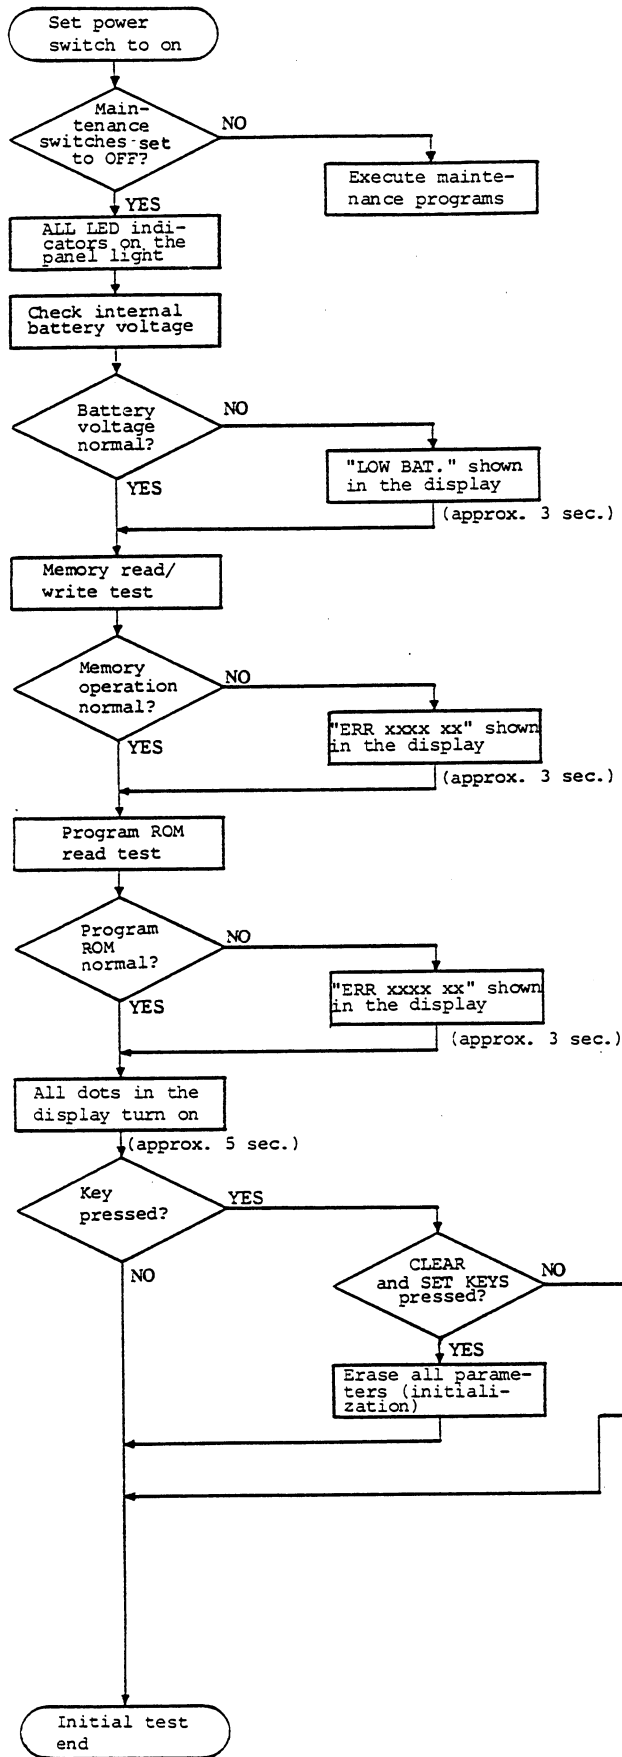 Set power
switch to on
Main-
tenance
switches set
to OFF?
NO
Execute mainte-
nance programs
YES
ALL LED indi-
cators on the
panel light
Check internal
battery voltage
Battery
voltage
normal?
NO
"LOW BAT." shown
in the display
(approx. 3 sec.)
YES
Memory read/
write test
Memory
operation
normal?
NO
"ERR xxxx xx" shown
in the display
(approx. 3 sec.)
YES
Program ROM
read test
Program
ROM
normal?
NO
"ERR xxxx xx" shown
in the display
(approx. 3 sec.)
YES
All dots in the
display turn on
(approx. 5 sec.)
Key
pressed?
YES
NO
CLEAR
and SET KEYS
pressed?
NO
YES
Erase all parame-
ters (initiali-
zation)
Initial test
end